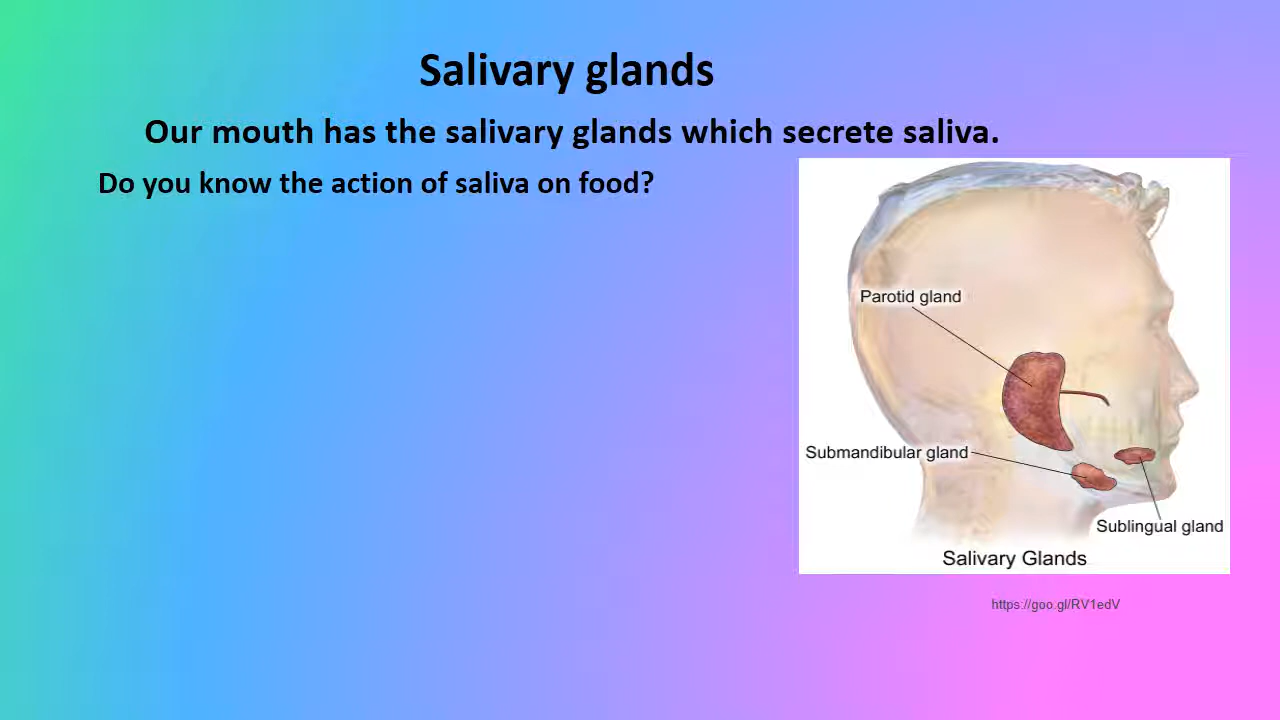 Salivary glands
Our mouth has the salivary glands which secrete saliva.
Do you know the action of saliva on food?
Parotid gland
Submandibular gland
Sublingual gland
Salivary Glands
https://goo.gl/RV1edV